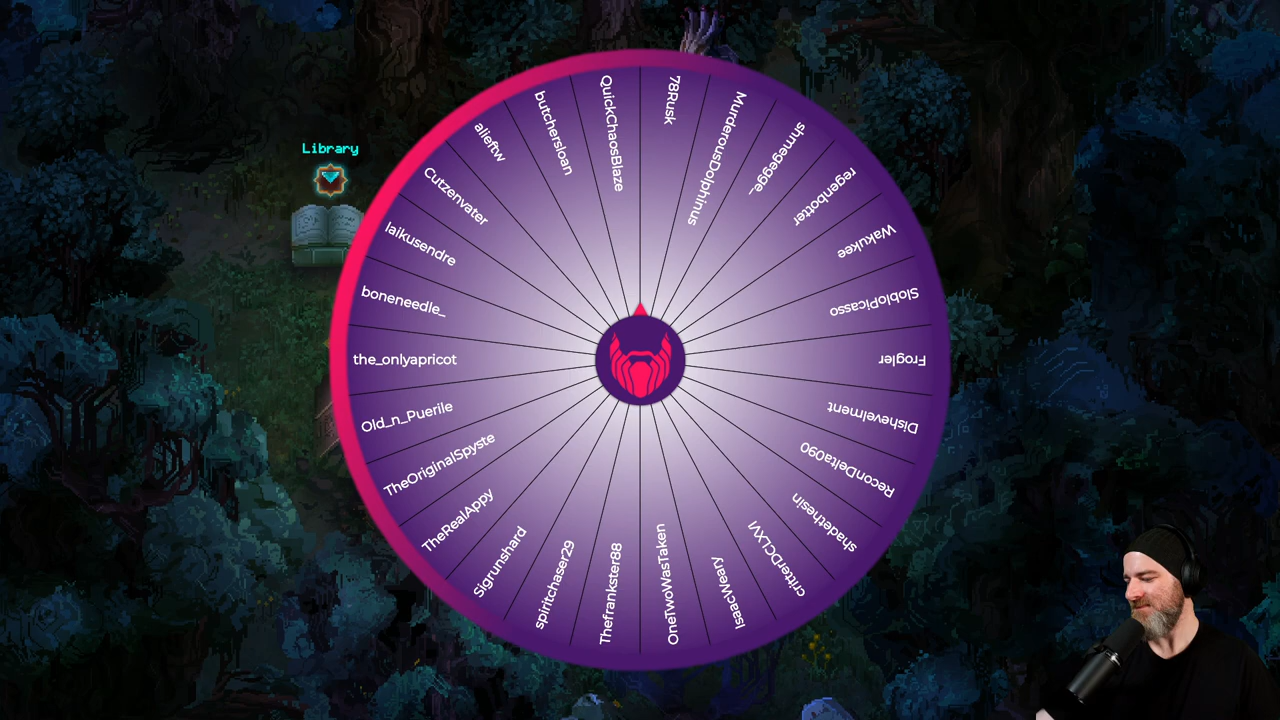 Library
78Rusk
MurderousDolphinus
shmegegge_
regenbotter
Wakukee
SlobloPicasso
Frogler
Dishevelment
ReconDelta090
shadethesin
critterDCLXVI
IsaacWeary
OneTwoWasTaken
Thefrankster88
spiritchaser29
Sigrunshard
TheRealAppy
TheOriginalSpyste
Old_n_Puerile
the_onlyapricot
boneneedle_
laikusendre
Cutzenvater
alieftw
butchersloan
QuickChaosBlaze